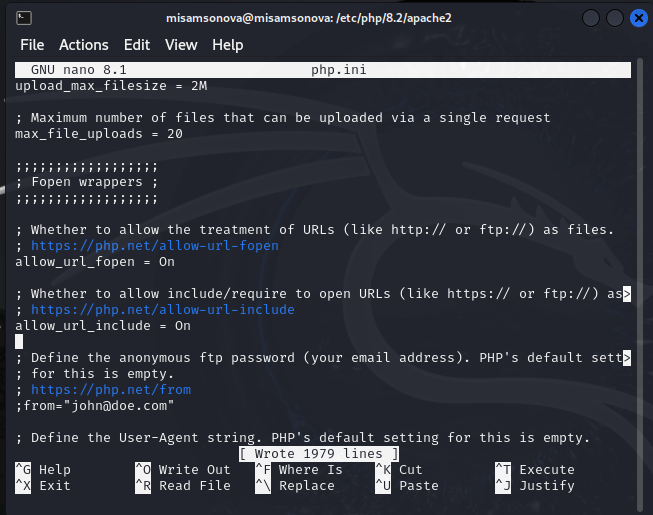 misamsonova@misamsonova: /etc/php/8.2/apache2
File Actions Edit View Help
GNU nano 8.1 php.ini
upload_max_filesize = 2M
; Maximum number of files that can be uploaded via a single request
max_file_uploads = 20
;;;;;;;;;;;;;;;;;;
; Fopen wrappers ;
;;;;;;;;;;;;;;;;;;
; Whether to allow the treatment of URLs (like http:// or ftp://) as files.
; https://php.net/allow-url-fopen
allow_url_fopen = On
; Whether to allow include/require to open URLs (like https:// or ftp://) as>
; https://php.net/allow-url-include
allow_url_include = On
; Define the anonymous ftp password (your email address). PHP's default sett>
; for this is empty.
; https://php.net/from
;from="john@doe.com"
; Define the User-Agent string. PHP's default setting for this is empty.
[ Wrote 1979 lines ]
^G Help ^O Write Out ^F Where Is ^K Cut ^T Execute
^X Exit ^R Read File ^\ Replace ^U Paste ^J Justify